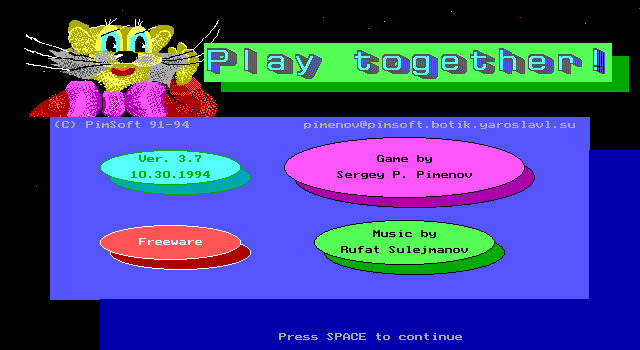 Play together!
(C) PimSoft 91-94 pimenov@pimsoft.botik.yaroslavl.su
Ver. 3.7
10.30.1994
Game by
Sergey P. Pimenov
Freeware
Music by
Rufat Sulejmanov
Press SPACE to continue